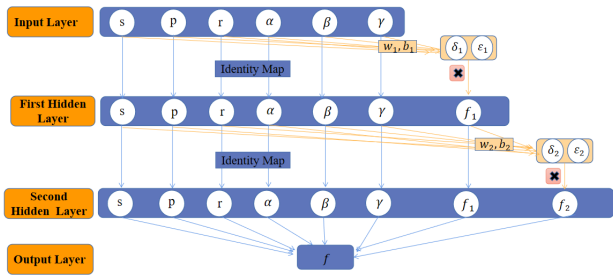 Input Layer
s p r α β γ
w₁, b₁
δ₁ ε₁
Identity Map
First Hidden
Layer
s p r α β γ f₁
w₂, b₂
δ₂ ε₂
Identity Map
Second
Hidden Layer
s p r α β γ f₁ f₂
Output Layer
f